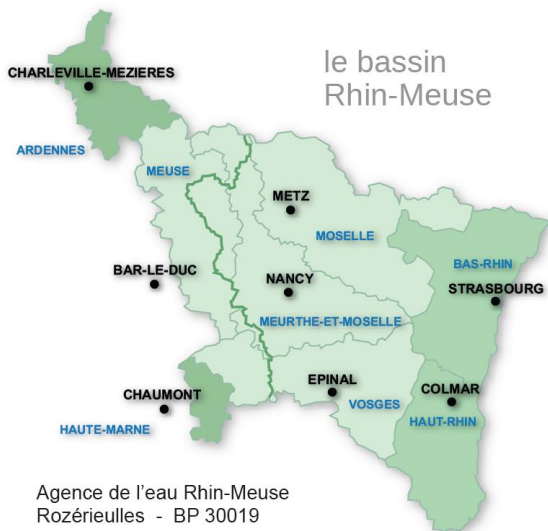 le bassin
Rhin-Meuse
CHARLEVILLE-MEZIERES
ARDENNES
MEUSE
METZ
MOSELLE
BAR-LE-DUC
NANCY
BAS-RHIN
STRASBOURG
MEURTHE-ET-MOSELLE
CHAUMONT
EPINAL
COLMAR
VOSGES
HAUTE-MARNE
HAUT-RHIN
Agence de l'eau Rhin-Meuse
Rozérieulles - BP 30019